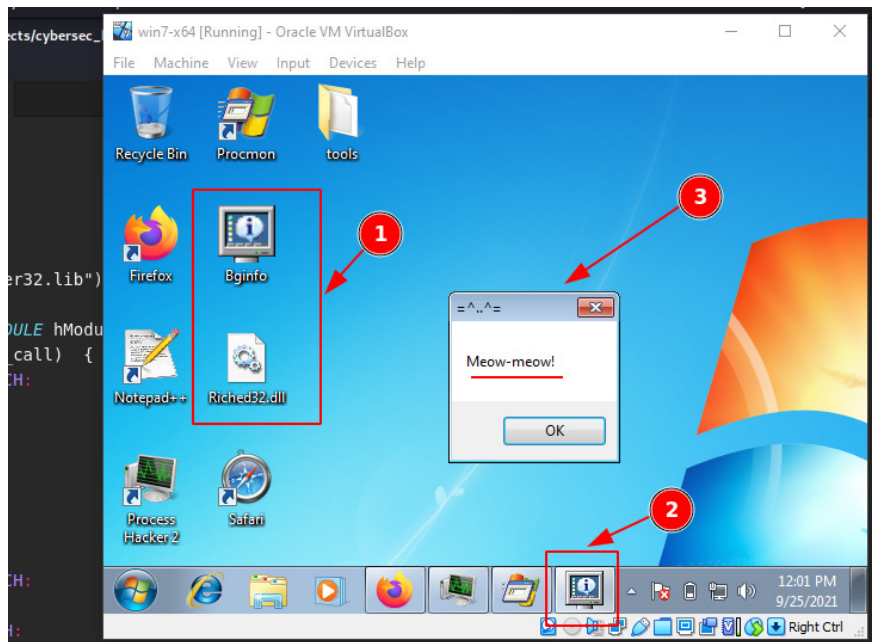 ects/cybersec_
win7-x64 [Running] - Oracle VM VirtualBox
File Machine View Input Devices Help
Recycle Bin
Procmon
tools
3
1
Firefox
Bginfo
er32.lib")
=^..^=
DULE hModu
_call) {
CH:
Meow-meow!
Notepad++
Riched32.dll
OK
Process
Hacker 2
Safari
2
CH:
12:01 PM
9/25/2021
H:
Right Ctrl